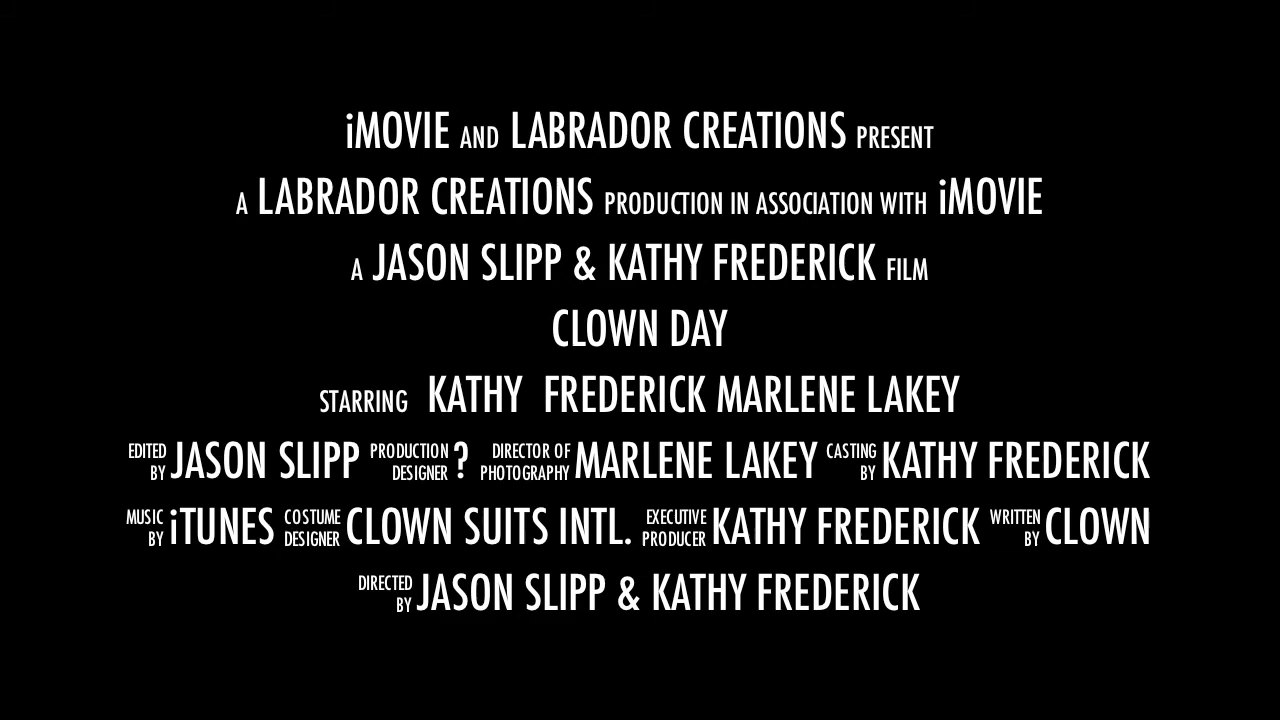 iMOVIE AND LABRADOR CREATIONS PRESENT
A LABRADOR CREATIONS PRODUCTION IN ASSOCIATION WITH iMOVIE
A JASON SLIPP & KATHY FREDERICK FILM
CLOWN DAY
STARRING KATHY FREDERICK MARLENE LAKEY
EDITED BY JASON SLIPP PRODUCTION DESIGNER ? DIRECTOR OF PHOTOGRAPHY MARLENE LAKEY CASTING BY KATHY FREDERICK
MUSIC BY iTUNES COSTUME DESIGNER CLOWN SUITS INTL. EXECUTIVE PRODUCER KATHY FREDERICK WRITTEN BY CLOWN
DIRECTED BY JASON SLIPP & KATHY FREDERICK